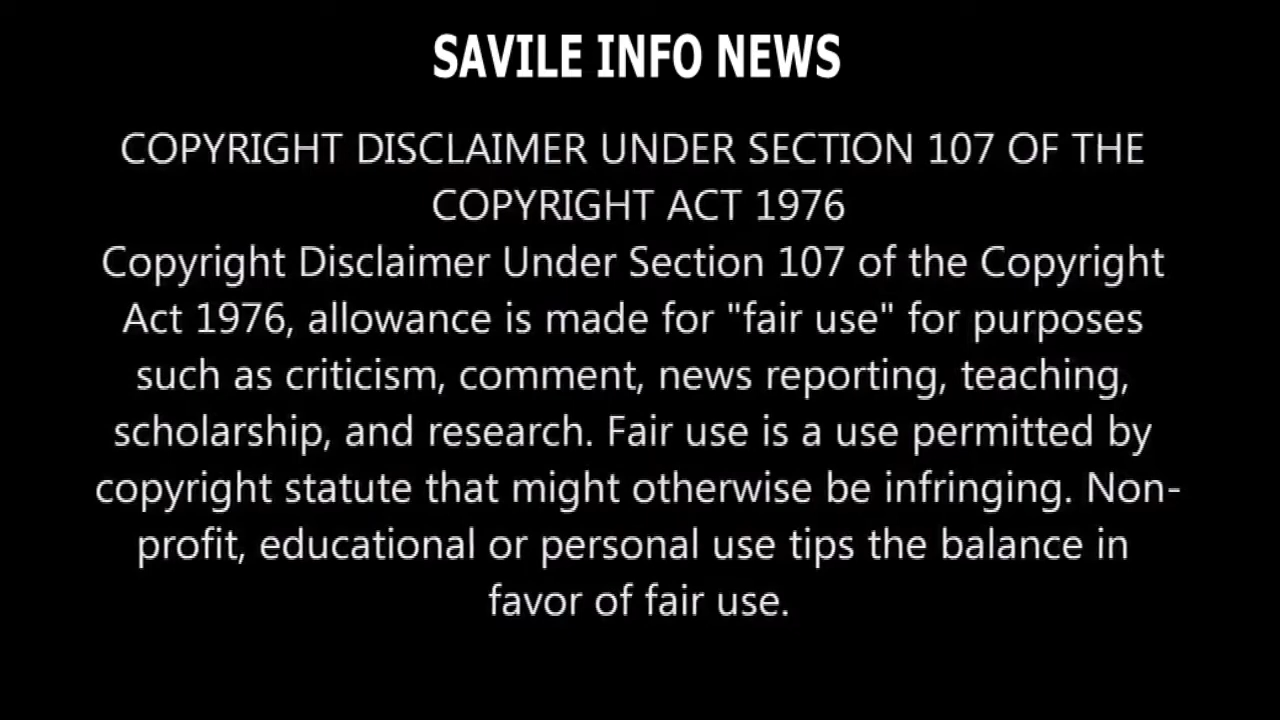 SAVILE INFO NEWS
COPYRIGHT DISCLAIMER UNDER SECTION 107 OF THE
COPYRIGHT ACT 1976
Copyright Disclaimer Under Section 107 of the Copyright
Act 1976, allowance is made for "fair use" for purposes
such as criticism, comment, news reporting, teaching,
scholarship, and research. Fair use is a use permitted by
copyright statute that might otherwise be infringing. Non-
profit, educational or personal use tips the balance in
favor of fair use.